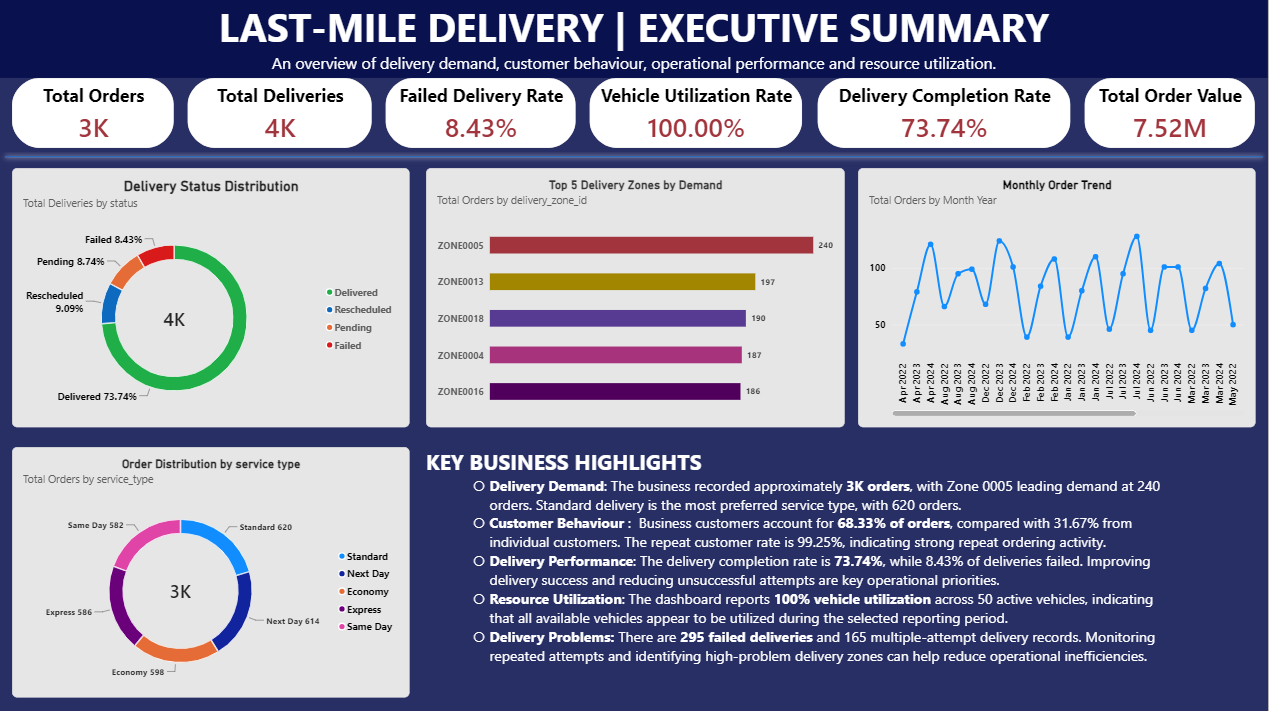 LAST-MILE DELIVERY | EXECUTIVE SUMMARY
An overview of delivery demand, customer behaviour, operational performance and resource utilization.
Total Orders
3K
Total Deliveries
4K
Failed Delivery Rate
8.43%
Vehicle Utilization Rate
100.00%
Delivery Completion Rate
73.74%
Total Order Value
7.52M
Delivery Status Distribution
Total Deliveries by status
Failed 8.43%
Pending 8.74%
Rescheduled
9.09%
4K
Delivered 73.74%
Delivered
Rescheduled
Pending
Failed
Top 5 Delivery Zones by Demand
Total Orders by delivery_zone_id
ZONE0005 240
ZONE0013 197
ZONE0018 190
ZONE0004 187
ZONE0016 186
Monthly Order Trend
Total Orders by Month Year
100
50
Apr 2022
Apr 2023
Apr 2024
Aug 2022
Aug 2023
Aug 2024
Dec 2022
Dec 2023
Dec 2024
Feb 2022
Feb 2023
Feb 2024
Jan 2022
Jan 2023
Jan 2024
Jul 2022
Jul 2023
Jul 2024
Jun 2022
Jun 2023
Jun 2024
Mar 2022
Mar 2023
Mar 2024
May 2022
Order Distribution by service type
Total Orders by service_type
Same Day 582
Standard 620
3K
Express 586
Next Day 614
Economy 598
Standard
Next Day
Economy
Express
Same Day
KEY BUSINESS HIGHLIGHTS
Delivery Demand: The business recorded approximately 3K orders, with Zone 0005 leading demand at 240
orders. Standard delivery is the most preferred service type, with 620 orders.
Customer Behaviour : Business customers account for 68.33% of orders, compared with 31.67% from
individual customers. The repeat customer rate is 99.25%, indicating strong repeat ordering activity.
Delivery Performance: The delivery completion rate is 73.74%, while 8.43% of deliveries failed. Improving
delivery success and reducing unsuccessful attempts are key operational priorities.
Resource Utilization: The dashboard reports 100% vehicle utilization across 50 active vehicles, indicating
that all available vehicles appear to be utilized during the selected reporting period.
Delivery Problems: There are 295 failed deliveries and 165 multiple-attempt delivery records. Monitoring
repeated attempts and identifying high-problem delivery zones can help reduce operational inefficiencies.